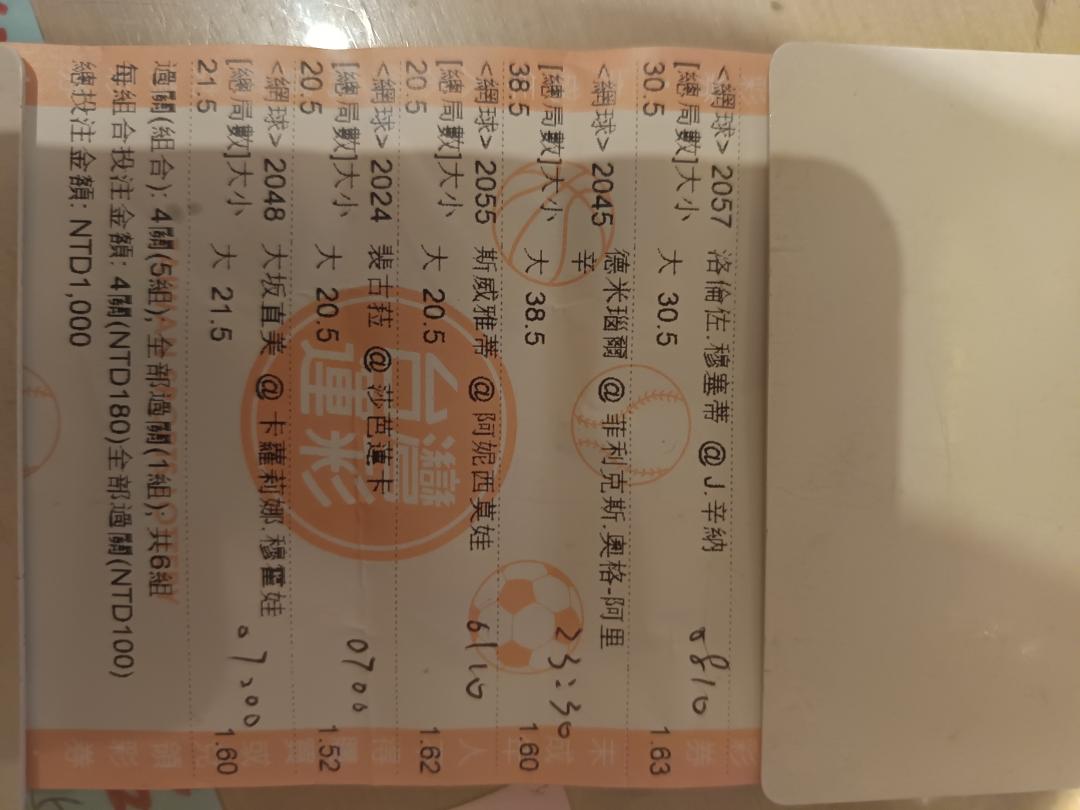 <網球> 2057 洛倫佐.穆塞蒂 @ J.辛納
[總局數]大小 大 30.5 0810 1.63
30.5
<網球> 2045 德米瑙爾 @ 菲利克斯.奧格-阿里
辛
[總局數]大小 大 38.5 23:30 1.60
38.5
<網球> 2055 斯威雅蒂 @ 阿妮西莫娃
[總局數]大小 大 20.5 1.62
20.5
<網球> 2024 裴古菈 @ 莎芭蓮卡
[總局數]大小 大 20.5 0700 1.52
20.5
<網球> 2048 大坂直美 @ 卡蘿莉娜.穆霍娃
[總局數]大小 大 21.5 1.60
21.5
過關(組合): 4關(5組), 全部過關(1組); 共6組
每組合投注金額: 4關(NTD180)全部過關(NTD100)
總投注金額: NTD1,000
台灣
運彩